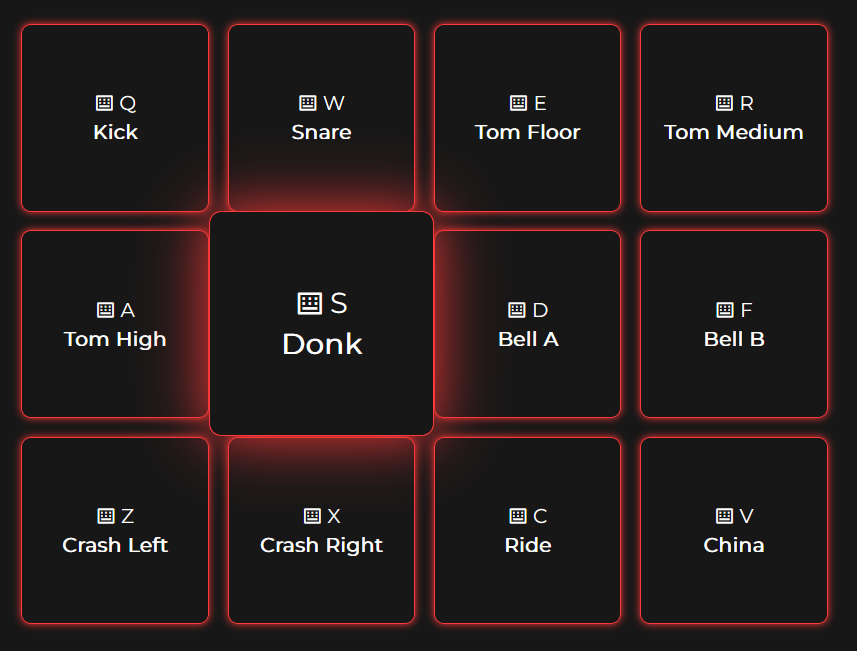 Q
Kick
W
Snare
E
Tom Floor
R
Tom Medium
A
Tom High
S
Donk
D
Bell A
F
Bell B
Z
Crash Left
X
Crash Right
C
Ride
V
China